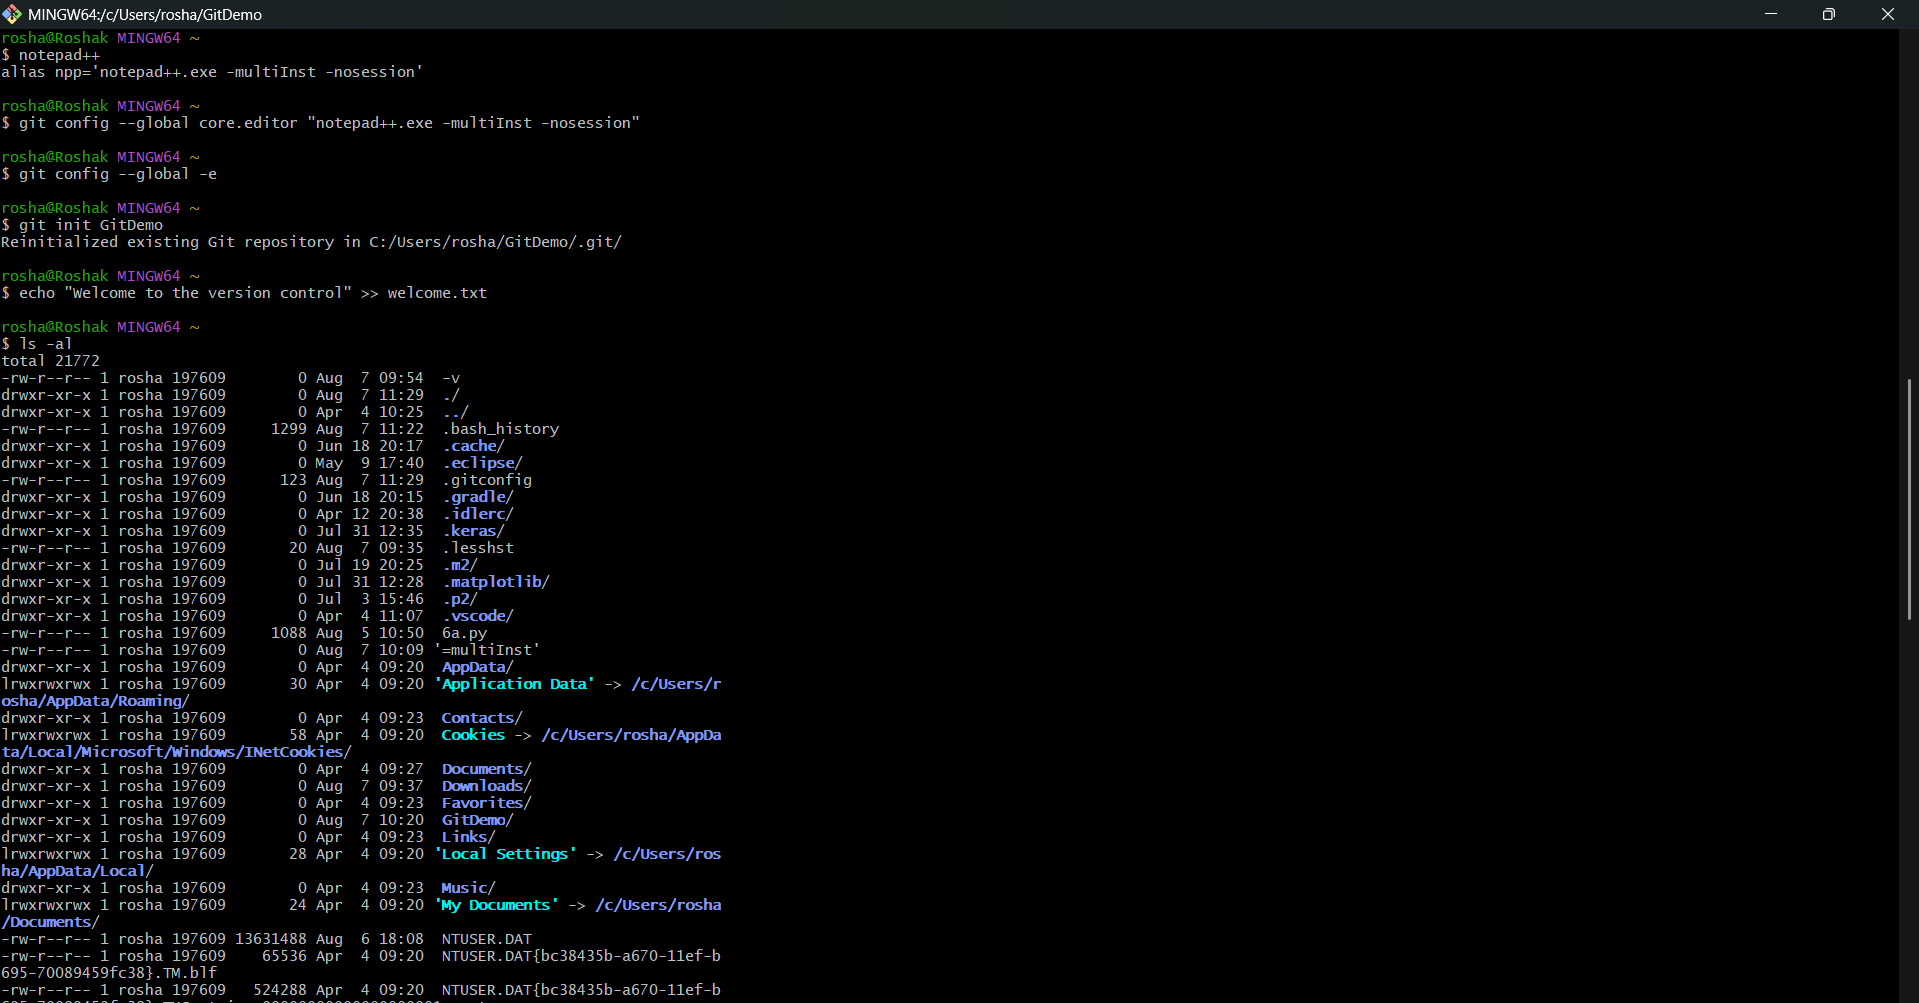 MINGW64:/c/Users/rosha/GitDemo
rosha@Roshak MINGW64 ~
$ notepad++
alias npp='notepad++.exe -multiInst -nosession'
rosha@Roshak MINGW64 ~
$ git config --global core.editor "notepad++.exe -multiInst -nosession"
rosha@Roshak MINGW64 ~
$ git config --global -e
rosha@Roshak MINGW64 ~
$ git init GitDemo
Reinitialized existing Git repository in C:/Users/rosha/GitDemo/.git/
rosha@Roshak MINGW64 ~
$ echo "Welcome to the version control" >> welcome.txt
rosha@Roshak MINGW64 ~
$ ls -al
total 21772
-rw-r--r-- 1 rosha 197609        0 Aug  7 09:54  -v
drwxr-xr-x 1 rosha 197609        0 Aug  7 11:29  ./
drwxr-xr-x 1 rosha 197609        0 Apr  4 10:25  ../
-rw-r--r-- 1 rosha 197609     1299 Aug  7 11:22  .bash_history
drwxr-xr-x 1 rosha 197609        0 Jun 18 20:17  .cache/
drwxr-xr-x 1 rosha 197609        0 May  9 17:40  .eclipse/
-rw-r--r-- 1 rosha 197609      123 Aug  7 11:29  .gitconfig
drwxr-xr-x 1 rosha 197609        0 Jun 18 20:15  .gradle/
drwxr-xr-x 1 rosha 197609        0 Apr 12 20:38  .idlerc/
drwxr-xr-x 1 rosha 197609        0 Jul 31 12:35  .keras/
-rw-r--r-- 1 rosha 197609       20 Aug  7 09:35  .lesshst
drwxr-xr-x 1 rosha 197609        0 Jul 19 20:25  .m2/
drwxr-xr-x 1 rosha 197609        0 Jul 31 12:28  .matplotlib/
drwxr-xr-x 1 rosha 197609        0 Jul  3 15:46  .p2/
drwxr-xr-x 1 rosha 197609        0 Apr  4 11:07  .vscode/
-rw-r--r-- 1 rosha 197609     1088 Aug  5 10:50  6a.py
-rw-r--r-- 1 rosha 197609        0 Aug  7 10:09 '=multiInst'
drwxr-xr-x 1 rosha 197609        0 Apr  4 09:20  AppData/
lrwxrwxrwx 1 rosha 197609       30 Apr  4 09:20 'Application Data' -> /c/Users/r
osha/AppData/Roaming/
drwxr-xr-x 1 rosha 197609        0 Apr  4 09:23  Contacts/
lrwxrwxrwx 1 rosha 197609       58 Apr  4 09:20  Cookies -> /c/Users/rosha/AppDa
ta/Local/Microsoft/Windows/INetCookies/
drwxr-xr-x 1 rosha 197609        0 Apr  4 09:27  Documents/
drwxr-xr-x 1 rosha 197609        0 Aug  7 09:37  Downloads/
drwxr-xr-x 1 rosha 197609        0 Apr  4 09:23  Favorites/
drwxr-xr-x 1 rosha 197609        0 Aug  7 10:20  GitDemo/
drwxr-xr-x 1 rosha 197609        0 Apr  4 09:23  Links/
lrwxrwxrwx 1 rosha 197609       28 Apr  4 09:20 'Local Settings' -> /c/Users/ros
ha/AppData/Local/
drwxr-xr-x 1 rosha 197609        0 Apr  4 09:23  Music/
lrwxrwxrwx 1 rosha 197609       24 Apr  4 09:20 'My Documents' -> /c/Users/rosha
/Documents/
-rw-r--r-- 1 rosha 197609 13631488 Aug  6 18:08  NTUSER.DAT
-rw-r--r-- 1 rosha 197609    65536 Apr  4 09:20  NTUSER.DAT{bc38435b-a670-11ef-b
695-70089459fc38}.TM.blf
-rw-r--r-- 1 rosha 197609   524288 Apr  4 09:20  NTUSER.DAT{bc38435b-a670-11ef-b